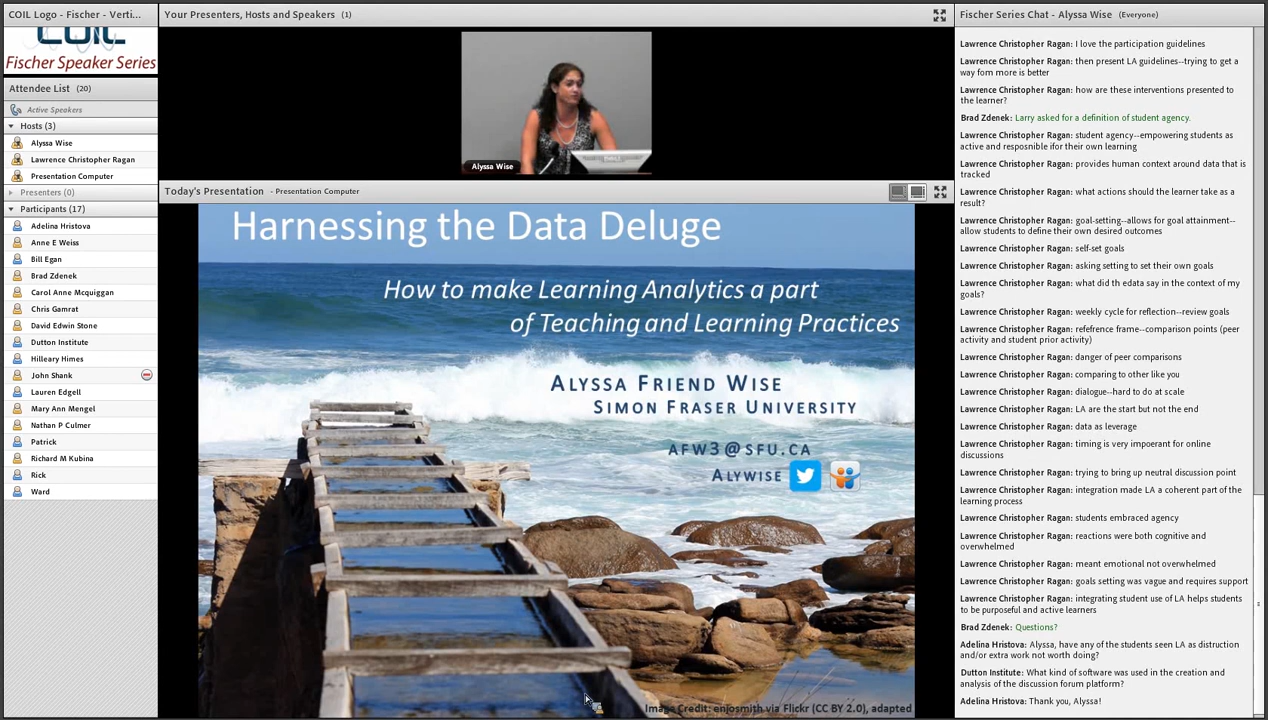 COIL Logo - Fischer - Verti...
COIL
Fischer Speaker Series
Attendee List (20)
Active Speakers
Hosts (3)
Alyssa Wise
Lawrence Christopher Ragan
Presentation Computer
Presenters (0)
Participants (17)
Adelina Hristova
Anne E Weiss
Bill Egan
Brad Zdenek
Carol Anne Mcquiggan
Chris Gamrat
David Edwin Stone
Dutton Institute
Hilleary Himes
John Shank
Lauren Edgell
Mary Ann Mengel
Nathan P Culmer
Patrick
Richard M Kubina
Rick
Ward
Your Presenters, Hosts and Speakers (1)
Alyssa Wise
Today's Presentation - Presentation Computer
Harnessing the Data Deluge
How to make Learning Analytics a part
of Teaching and Learning Practices
ALYSSA FRIEND WISE
SIMON FRASER UNIVERSITY
AFW3@SFU.CA
ALYWISE
Image Credit: enjosmith via Flickr (CC BY 2.0), adapted
Fischer Series Chat - Alyssa Wise (Everyone)
Lawrence Christopher Ragan: I love the participation guidelines
Lawrence Christopher Ragan: then present LA guidelines--trying to get a
way fom more is better
Lawrence Christopher Ragan: how are these interventions presented to
the learner?
Brad Zdenek: Larry asked for a definition of student agency.
Lawrence Christopher Ragan: student agency--empowering students as
active and resposnible ifor their own learning
Lawrence Christopher Ragan: provides human context around data that is
tracked
Lawrence Christopher Ragan: what actions should the learner take as a
result?
Lawrence Christopher Ragan: goal-setting--allows for goal attainment--
allow students to define their own desired outcomes
Lawrence Christopher Ragan: self-set goals
Lawrence Christopher Ragan: asking setting to set their own goals
Lawrence Christopher Ragan: what did th edata say in the context of my
goals?
Lawrence Christopher Ragan: weekly cycle for reflection--review goals
Lawrence Christopher Ragan: refefrence frame--comparison points (peer
activity and student prior activity)
Lawrence Christopher Ragan: danger of peer comparisons
Lawrence Christopher Ragan: comparing to other like you
Lawrence Christopher Ragan: dialogue--hard to do at scale
Lawrence Christopher Ragan: LA are the start but not the end
Lawrence Christopher Ragan: data as leverage
Lawrence Christopher Ragan: timing is very impoerant for online
discussions
Lawrence Christopher Ragan: trying to bring up neutral discussion point
Lawrence Christopher Ragan: integration made LA a coherent part of the
learning process
Lawrence Christopher Ragan: students embraced agency
Lawrence Christopher Ragan: reactions were both cognitive and
overwhelmed
Lawrence Christopher Ragan: meant emotional not overwhelmed
Lawrence Christopher Ragan: goals setting was vague and requires support
Lawrence Christopher Ragan: integrating student use of LA helps students
to be purposeful and active learners
Brad Zdenek: Questions?
Adelina Hristova: Alyssa, have any of the students seen LA as distruction
and/or extra work not worth doing?
Dutton Institute: What kind of software was used in the creation and
analysis of the discussion forum platform?
Adelina Hristova: Thank you, Alyssa!